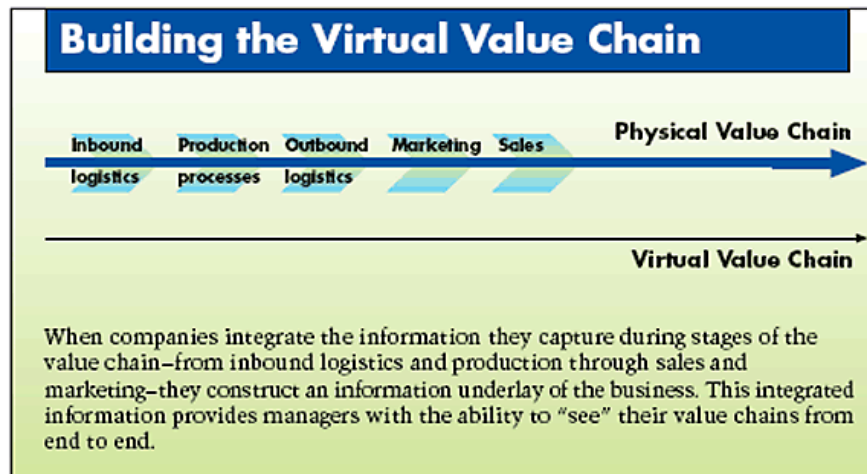 Building the Virtual Value Chain
Physical Value Chain
Inbound logistics
Production processes
Outbound logistics
Marketing
Sales
Virtual Value Chain
When companies integrate the information they capture during stages of the
value chain–from inbound logistics and production through sales and
marketing–they construct an information underlay of the business. This integrated
information provides managers with the ability to “see” their value chains from
end to end.